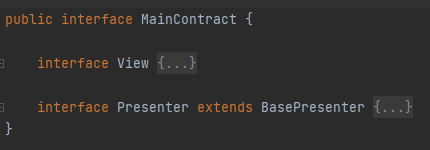 public interface MainContract {
interface View {...}
interface Presenter extends BasePresenter {...}
}